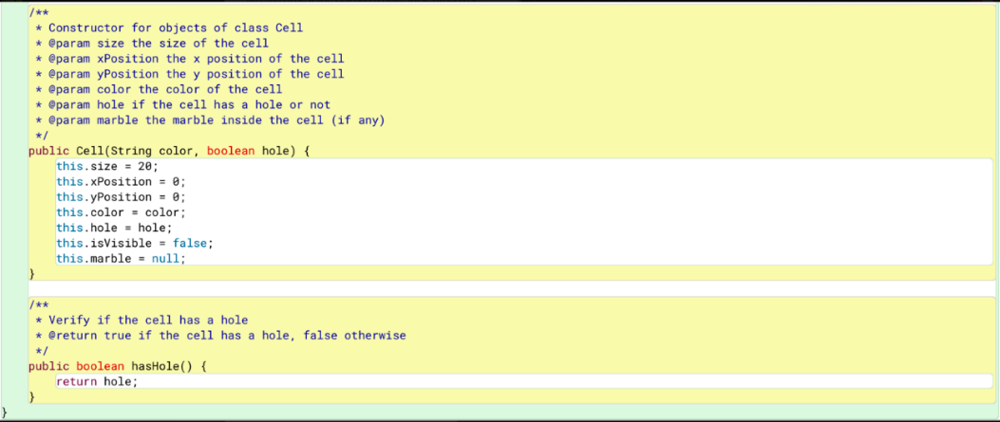 /**
 * Constructor for objects of class Cell
 * @param size the size of the cell
 * @param xPosition the x position of the cell
 * @param yPosition the y position of the cell
 * @param color the color of the cell
 * @param hole if the cell has a hole or not
 * @param marble the marble inside the cell (if any)
 */
public Cell(String color, boolean hole) {
    this.size = 20;
    this.xPosition = 0;
    this.yPosition = 0;
    this.color = color;
    this.hole = hole;
    this.isVisible = false;
    this.marble = null;
}
/**
 * Verify if the cell has a hole
 * @return true if the cell has a hole, false otherwise
 */
public boolean hasHole() {
    return hole;
}
}